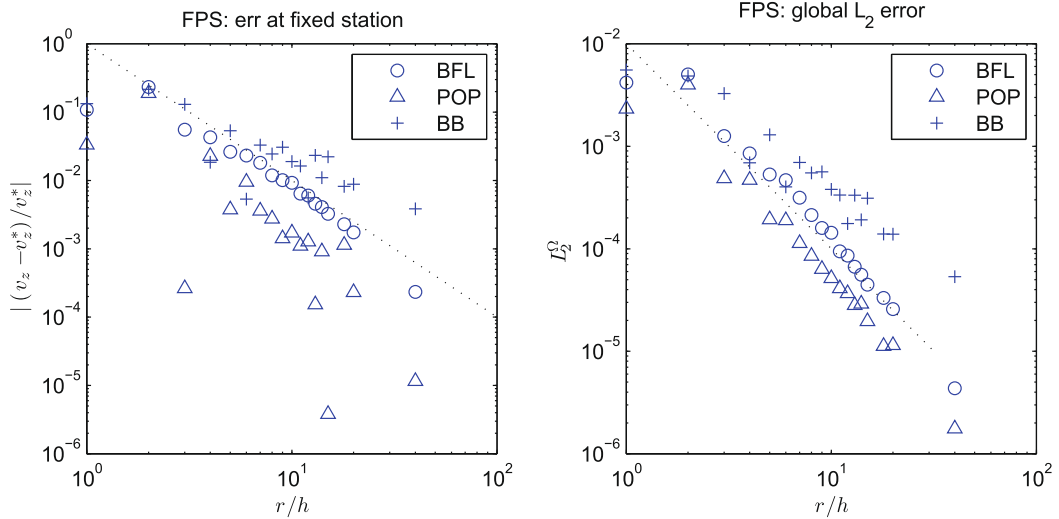 FPS: err at fixed station
10^0
10^-1
10^-2
10^-3
10^-4
10^-5
10^-6
| (v_z − v_z^*) / v_z^* |
BFL
POP
BB
10^0
10^1
10^2
r/h
FPS: global L_2 error
10^-2
10^-3
10^-4
10^-5
10^-6
L_2^Ω
BFL
POP
BB
10^0
10^1
10^2
r/h